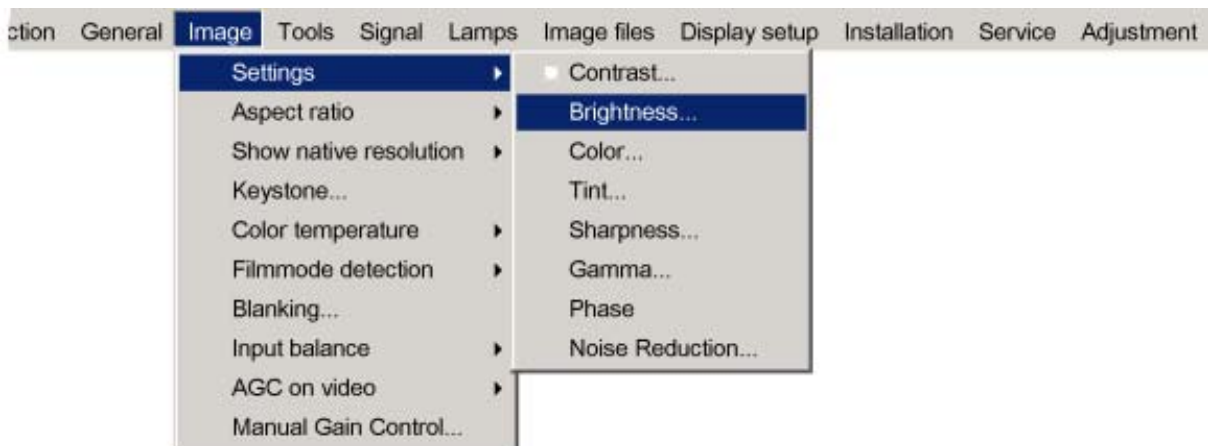 ction General Image Tools Signal Lamps Image files Display setup Installation Service Adjustment
Settings
Aspect ratio
Show native resolution
Keystone...
Color temperature
Filmmode detection
Blanking...
Input balance
AGC on video
Manual Gain Control...
Contrast...
Brightness...
Color...
Tint...
Sharpness...
Gamma...
Phase
Noise Reduction...